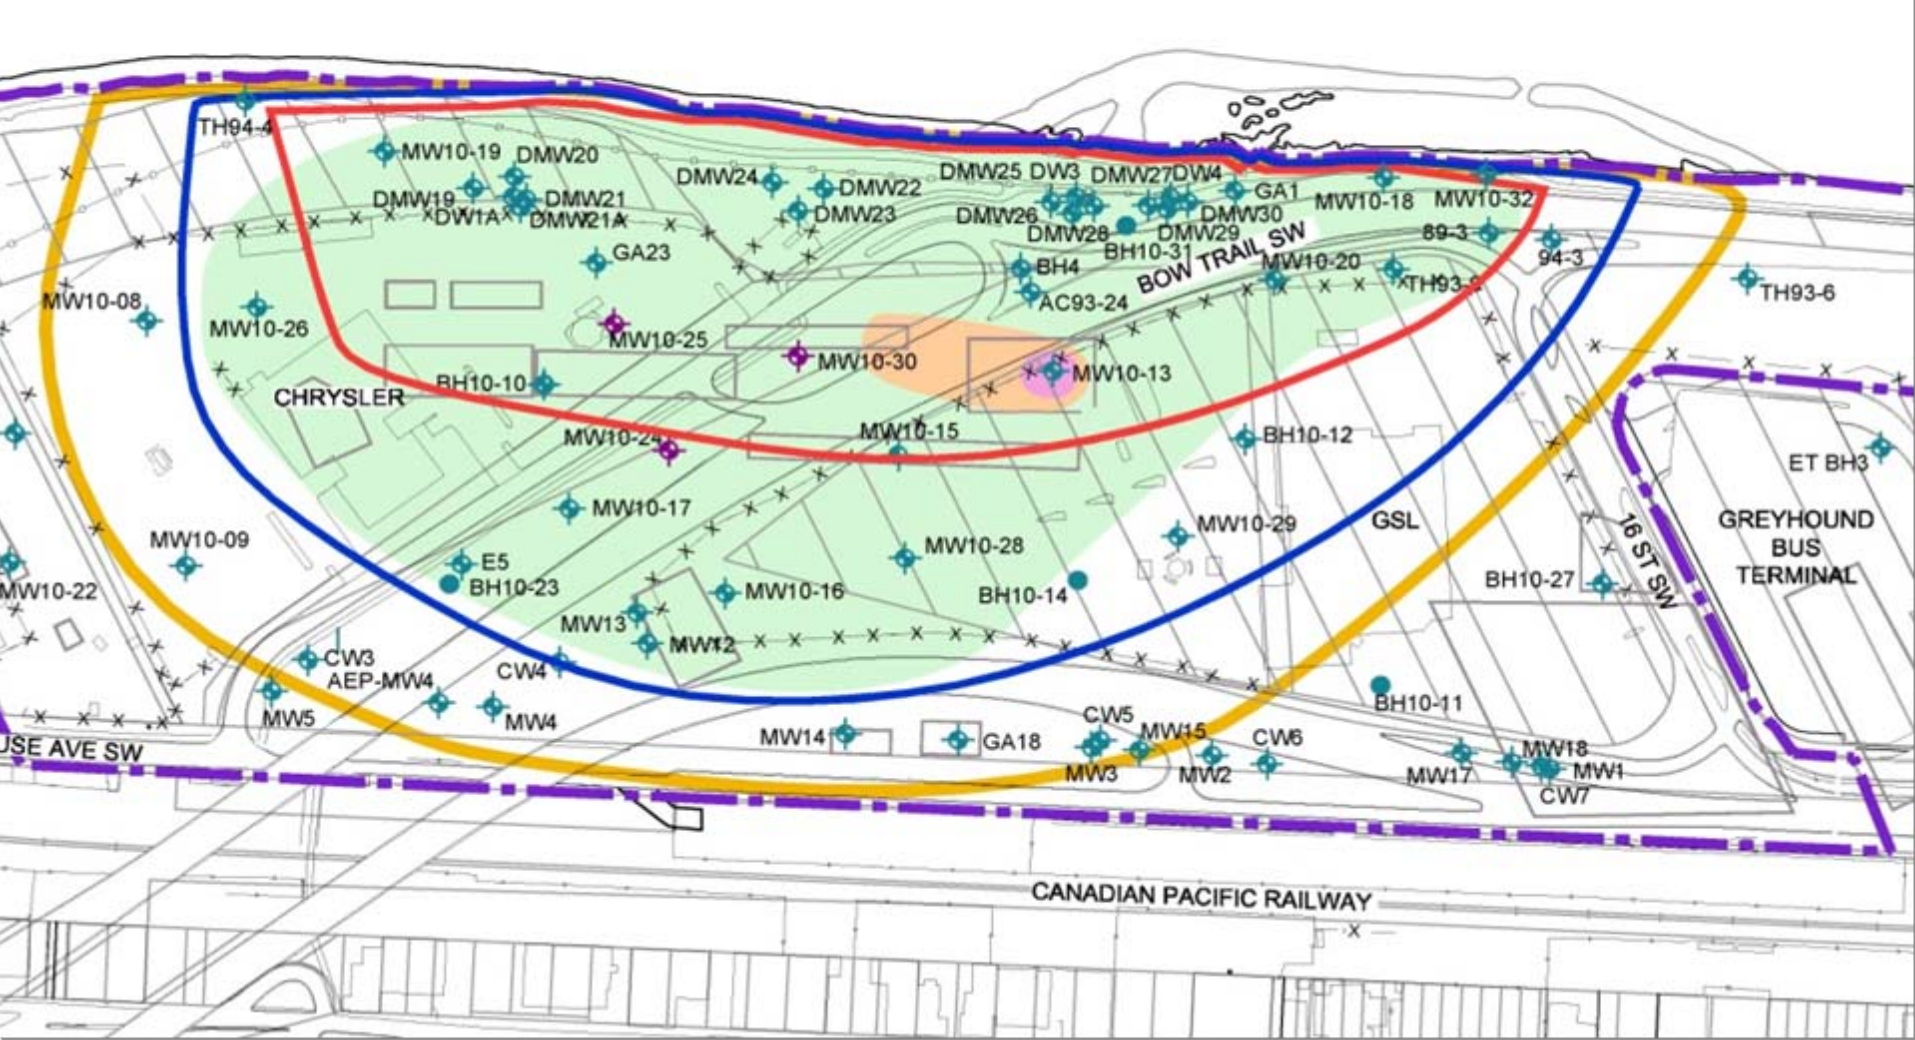 TH94-4
MW10-19
DMW20
DMW19
DMW21
DW1A
DMW21A
DMW24
DMW22
DMW23
DMW25
DW3
DMW27
DW4
GA1
MW10-18
MW10-32
DMW26
DMW30
DMW28
DMW29
BH10-31
89-3
94-3
GA23
BH4
BOW TRAIL SW
MW10-20
AC93-24
TH93-6
MW10-08
MW10-26
MW10-25
MW10-30
MW10-13
CHRYSLER
BH10-10
MW10-24
MW10-15
BH10-12
ET BH3
MW10-17
MW10-29
GSL
16 ST SW
GREYHOUND
BUS
TERMINAL
MW10-09
E5
BH10-23
MW10-28
MW10-22
MW10-16
BH10-14
BH10-27
MW13
MW12
CW3
CW4
AEP-MW4
MW5
MW4
BH10-11
MW14
GA18
CW5
MW15
CW6
MW3
MW2
MW17
MW18
MW1
CW7
USE AVE SW
CANADIAN PACIFIC RAILWAY